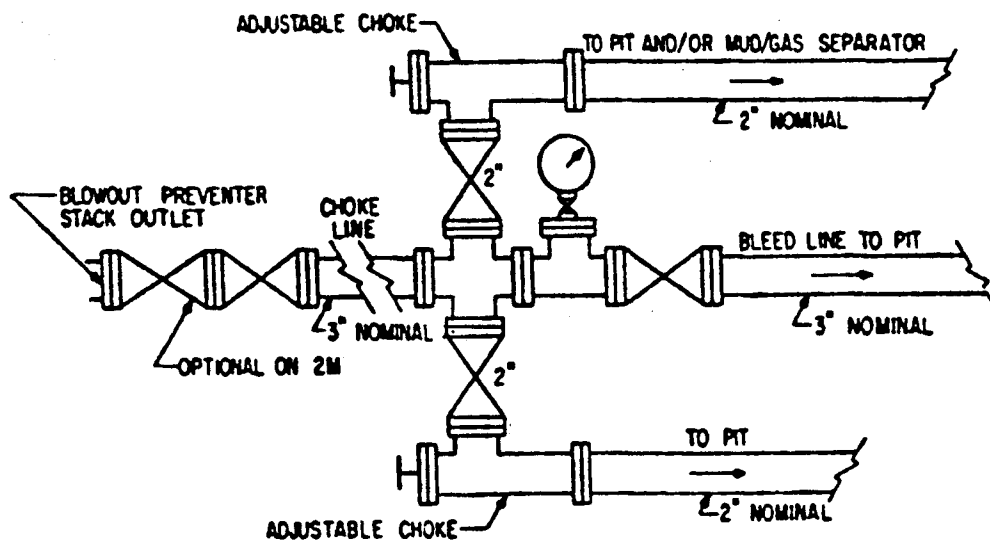 ADJUSTABLE CHOKE
TO PIT AND/OR MUD/GAS SEPARATOR
2" NOMINAL
2"
BLOWOUT PREVENTER
STACK OUTLET
CHOKE
LINE
BLEED LINE TO PIT
3" NOMINAL
3" NOMINAL
OPTIONAL ON 2M
2"
TO PIT
2" NOMINAL
ADJUSTABLE CHOKE